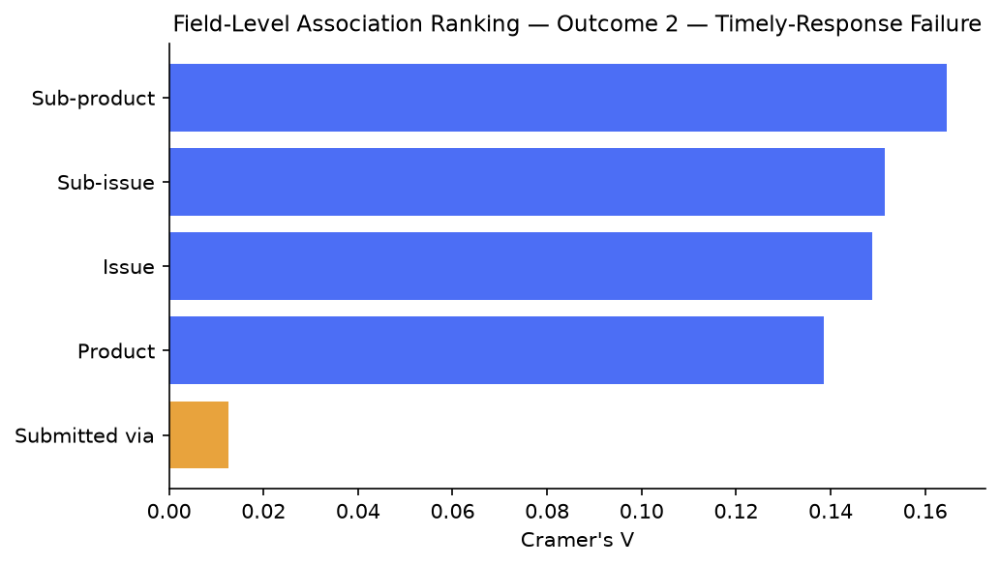 Field-Level Association Ranking — Outcome 2 — Timely-Response Failure
Sub-product
Sub-issue
Issue
Product
Submitted via
0.00 0.02 0.04 0.06 0.08 0.10 0.12 0.14 0.16
Cramer's V